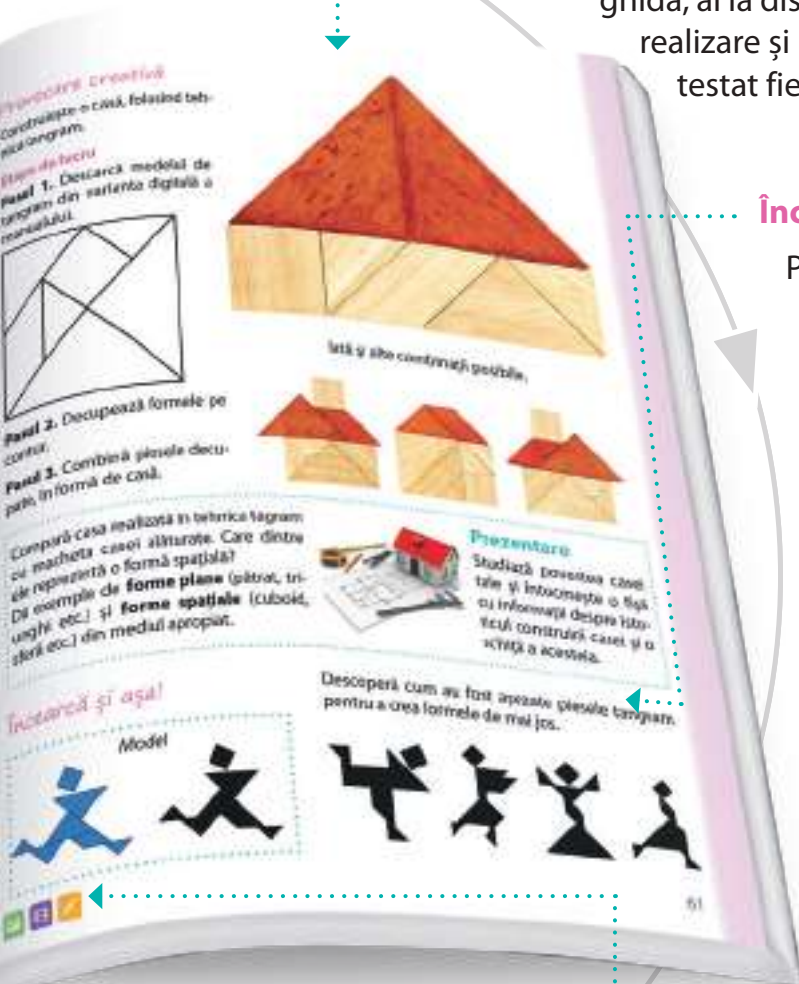 ghida, ai la dis
realizare și
testat fie
Înc
P
Provocare creativă
Construiește o casă, folosind teh-
nica tangram.
Etape de lucru
Pasul 1. Descarcă modelul de
tangram din varianta digitală a
manualului.
Pasul 2. Decupează formele pe
contur.
Pasul 3. Combină piesele decu-
pate, în formă de casă.
Iată și alte combinații posibile.
Compară casa realizată în tehnica tagram
cu macheta casei alăturate. Care dintre
ele reprezintă o formă spațială?
Dă exemple de forme plane (pătrat, tri-
unghi etc.) și forme spațiale (cuboid,
sferă etc.) din mediul apropiat.
Prezentare
Studiază povestea casei
tale și întocmește o fișă
cu informații despre isto-
ricul construirii casei și o
schiță a acesteia.
Încearcă și așa!
Model
Descoperă cum au fost așezate piesele tangram
pentru a crea formele de mai jos.
61